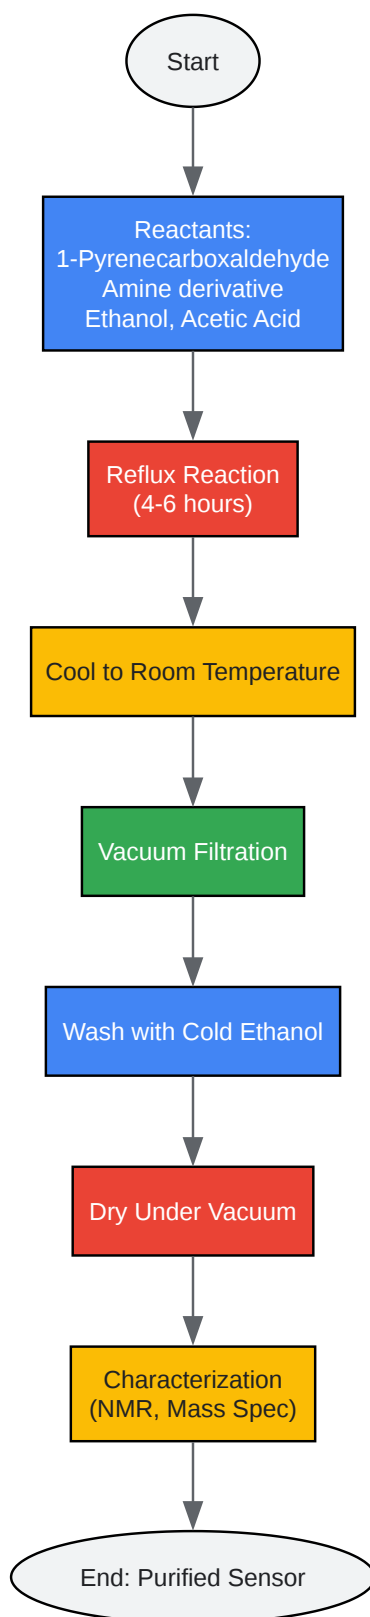 Start
Reactants:
1-Pyrenecarboxaldehyde
Amine derivative
Ethanol, Acetic Acid
Reflux Reaction
(4-6 hours)
Cool to Room Temperature
Vacuum Filtration
Wash with Cold Ethanol
Dry Under Vacuum
Characterization
(NMR, Mass Spec)
End: Purified Sensor